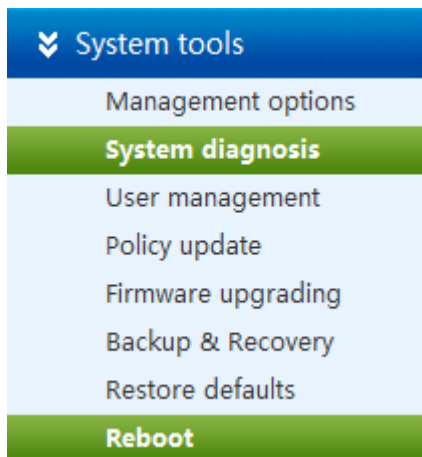 System tools
Management options
System diagnosis
User management
Policy update
Firmware upgrading
Backup & Recovery
Restore defaults
Reboot